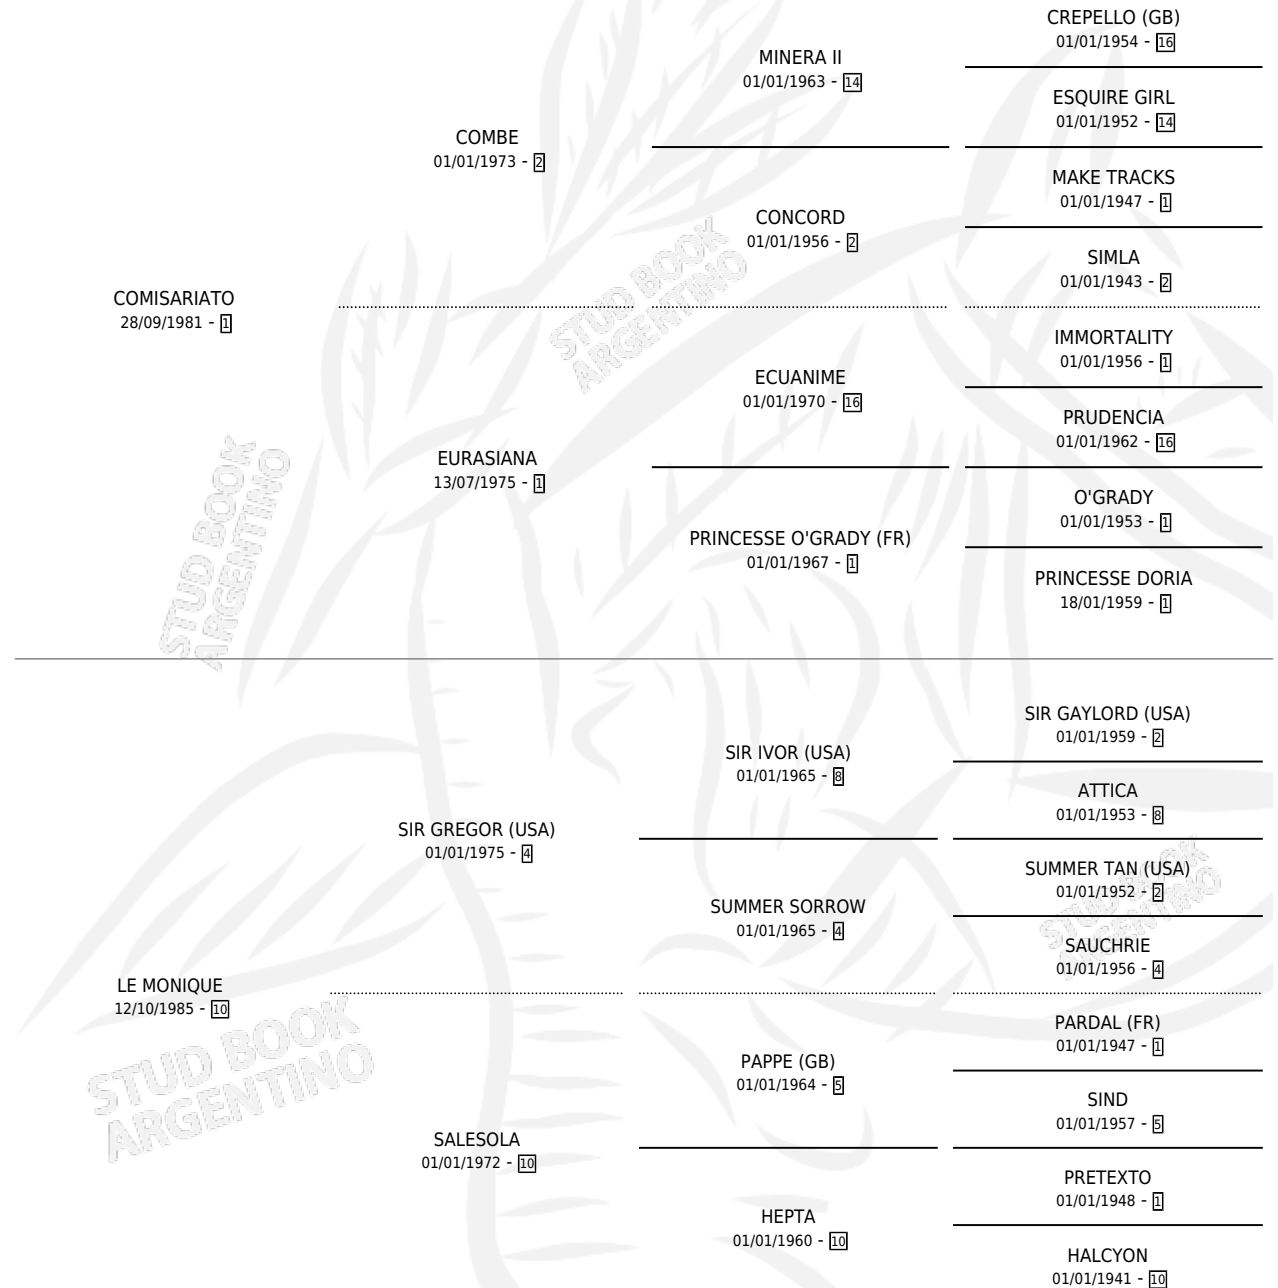 CREPELLO (GB)
01/01/1954 - 16
MINERA II
01/01/1963 - 14
ESQUIRE GIRL
01/01/1952 - 14
COMBE
01/01/1973 - 2
MAKE TRACKS
01/01/1947 - 1
CONCORD
01/01/1956 - 2
SIMLA
01/01/1943 - 2
COMISARIATO
28/09/1981 - 1
IMMORTALITY
01/01/1956 - 1
ECUANIME
01/01/1970 - 16
PRUDENCIA
01/01/1962 - 16
EURASIANA
13/07/1975 - 1
O'GRADY
01/01/1953 - 1
PRINCESSE O'GRADY (FR)
01/01/1967 - 1
PRINCESSE DORIA
18/01/1959 - 1
SIR GAYLORD (USA)
01/01/1959 - 2
SIR IVOR (USA)
01/01/1965 - 8
ATTICA
01/01/1953 - 8
SIR GREGOR (USA)
01/01/1975 - 4
SUMMER TAN (USA)
01/01/1952 - 2
SUMMER SORROW
01/01/1965 - 4
SAUCHRIE
01/01/1956 - 4
LE MONIQUE
12/10/1985 - 10
PARDAL (FR)
01/01/1947 - 1
PAPPE (GB)
01/01/1964 - 5
SIND
01/01/1957 - 5
SALESOLA
01/01/1972 - 10
PRETEXTO
01/01/1948 - 1
HEPTA
01/01/1960 - 10
HALCYON
01/01/1941 - 10
STUD BOOK
ARGENTINO
STUD BOOK
ARGENTINO
STUD BOOK
ARGENTINO
STUD BOOK
ARGENTINO